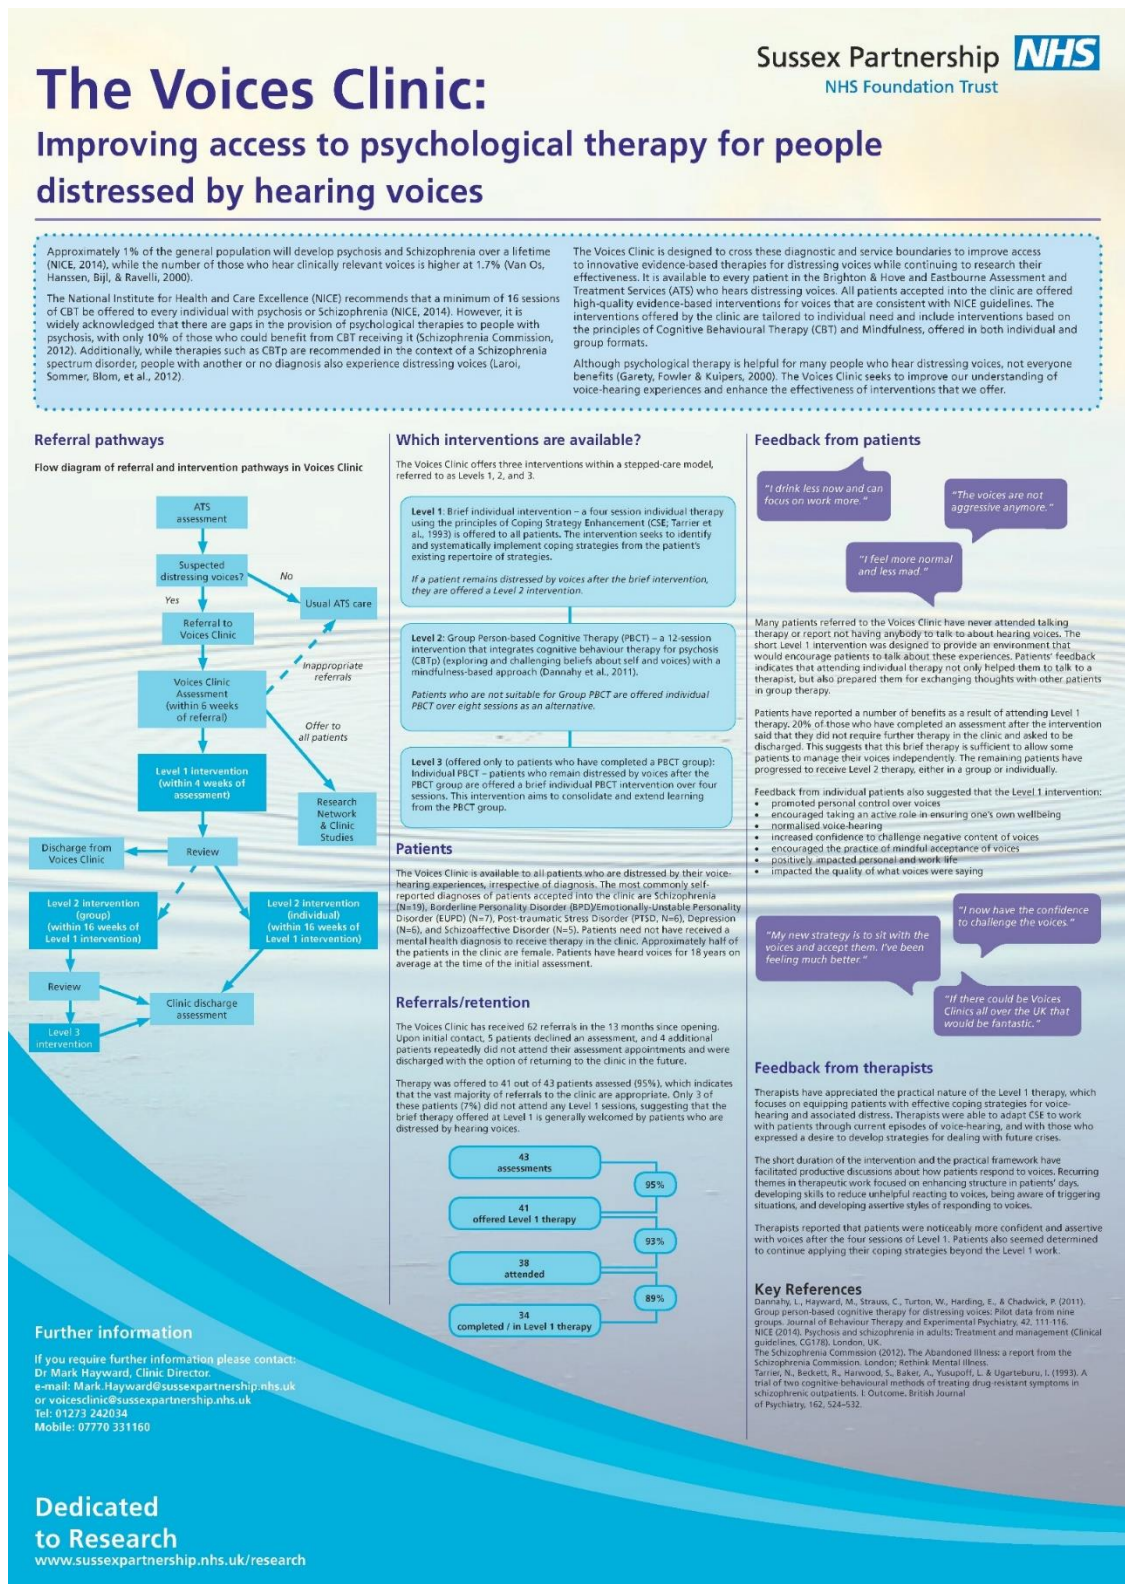 Sussex Partnership NHS
NHS Foundation Trust
The Voices Clinic:
Improving access to psychological therapy for people
distressed by hearing voices
Approximately 1% of the general population will develop psychosis and Schizophrenia over a lifetime
(NICE, 2014), while the number of those who hear clinically relevant voices is higher at 1.7% (Van Os,
Hanssen, Bijl, & Ravelli, 2000).
The National Institute for Health and Care Excellence (NICE) recommends that a minimum of 16 sessions
of CBT be offered to every individual with psychosis or Schizophrenia (NICE, 2014). However, it is
widely acknowledged that there are gaps in the provision of psychological therapies to people with
psychosis, with only 10% of those who could benefit from CBT receiving it (Schizophrenia Commission,
2012). Additionally, while therapies such as CBTp are recommended in the context of a Schizophrenia
spectrum disorder, people with another or no diagnosis also experience distressing voices (Laroi,
Sommer, Blom, et al., 2012).
The Voices Clinic is designed to cross these diagnostic and service boundaries to improve access
to innovative evidence-based therapies for distressing voices while continuing to research their
effectiveness. It is available to every patient in the Brighton & Hove and Eastbourne Assessment and
Treatment Services (ATS) who hears distressing voices. All patients accepted into the clinic are offered
high-quality evidence-based interventions for voices that are consistent with NICE guidelines. The
interventions offered by the clinic are tailored to individual need and include interventions based on
the principles of Cognitive Behavioural Therapy (CBT) and Mindfulness, offered in both individual and
group formats.
Although psychological therapy is helpful for many people who hear distressing voices, not everyone
benefits (Garety, Fowler & Kuipers, 2000). The Voices Clinic seeks to improve our understanding of
voice-hearing experiences and enhance the effectiveness of interventions that we offer.
Referral pathways
Flow diagram of referral and intervention pathways in Voices Clinic
ATS
assessment
Suspected
distressing voices?
No
Yes
Usual ATS care
Referral to
Voices Clinic
Inappropriate
referrals
Voices Clinic
Assessment
(within 6 weeks
of referral)
Offer to
all patients
Level 1 intervention
(within 4 weeks of
assessment)
Research
Network
& Clinic
Studies
Discharge from
Voices Clinic
Review
Level 2 intervention
(group)
(within 16 weeks of
Level 1 intervention)
Level 2 intervention
(individual)
(within 16 weeks of
Level 1 intervention)
Review
Clinic discharge
assessment
Level 3
intervention
Which interventions are available?
The Voices Clinic offers three interventions within a stepped-care model,
referred to as Levels 1, 2, and 3.
Level 1: Brief individual intervention – a four session individual therapy
using the principles of Coping Strategy Enhancement (CSE; Tarrier et
al., 1993) is offered to all patients. The intervention seeks to identify
and systematically implement coping strategies from the patient's
existing repertoire of strategies.
If a patient remains distressed by voices after the brief intervention,
they are offered a Level 2 intervention.
Level 2: Group Person-based Cognitive Therapy (PBCT) – a 12-session
intervention that integrates cognitive behaviour therapy for psychosis
(CBTp) (exploring and challenging beliefs about self and voices) with a
mindfulness-based approach (Dannahy et al., 2011).
Patients who are not suitable for Group PBCT are offered individual
PBCT over eight sessions as an alternative.
Level 3 (offered only to patients who have completed a PBCT group):
Individual PBCT – patients who remain distressed by voices after the
PBCT group are offered a brief individual PBCT intervention over four
sessions. This intervention aims to consolidate and extend learning
from the PBCT group.
Patients
The Voices Clinic is available to all patients who are distressed by their voice-
hearing experiences, irrespective of diagnosis. The most commonly self-
reported diagnoses of patients accepted into the clinic are Schizophrenia
(N=19), Borderline Personality Disorder (BPD)/Emotionally-Unstable Personality
Disorder (EUPD) (N=7), Post-traumatic Stress Disorder (PTSD, N=6), Depression
(N=6), and Schizoaffective Disorder (N=5). Patients need not have received a
mental health diagnosis to receive therapy in the clinic. Approximately half of
the patients in the clinic are female. Patients have heard voices for 18 years on
average at the time of the initial assessment.
Referrals/retention
The Voices Clinic has received 62 referrals in the 13 months since opening.
Upon initial contact, 5 patients declined an assessment, and 4 additional
patients repeatedly did not attend their assessment appointments and were
discharged with the option of returning to the clinic in the future.
Therapy was offered to 41 out of 43 patients assessed (95%), which indicates
that the vast majority of referrals to the clinic are appropriate. Only 3 of
these patients (7%) did not attend any Level 1 sessions, suggesting that the
brief therapy offered at Level 1 is generally welcomed by patients who are
distressed by hearing voices.
43
assessments
95%
41
offered Level 1 therapy
93%
38
attended
89%
34
completed / in Level 1 therapy
Feedback from patients
"I drink less now and can
focus on work more."
"The voices are not
aggressive anymore."
"I feel more normal
and less mad."
Many patients referred to the Voices Clinic have never attended talking
therapy or report not having anybody to talk to about hearing voices. The
short Level 1 intervention was designed to provide an environment that
would encourage patients to talk about these experiences. Patients' feedback
indicates that attending individual therapy not only helped them to talk to a
therapist, but also prepared them for exchanging thoughts with other patients
in group therapy.
Patients have reported a number of benefits as a result of attending Level 1
therapy. 20% of those who have completed an assessment after the intervention
said that they did not require further therapy in the clinic and asked to be
discharged. This suggests that this brief therapy is sufficient to allow some
patients to manage their voices independently. The remaining patients have
progressed to receive Level 2 therapy, either in a group or individually.
Feedback from individual patients also suggested that the Level 1 intervention:
• promoted personal control over voices
• encouraged taking an active role in ensuring one's own wellbeing
• normalised voice-hearing
• increased confidence to challenge negative content of voices
• encouraged the practice of mindful acceptance of voices
• positively impacted personal and work life
• impacted the quality of what voices were saying
"I now have the confidence
to challenge the voices."
"My new strategy is to sit with the
voices and accept them. I've been
feeling much better."
"If there could be Voices
Clinics all over the UK that
would be fantastic."
Feedback from therapists
Therapists have appreciated the practical nature of the Level 1 therapy, which
focuses on equipping patients with effective coping strategies for voice-
hearing and associated distress. Therapists were able to adapt CSE to work
with patients through current episodes of voice-hearing, and with those who
expressed a desire to develop strategies for dealing with future crises.
The short duration of the intervention and the practical framework have
facilitated productive discussions about how patients respond to voices. Recurring
themes in therapeutic work focused on enhancing structure in patients' days,
developing skills to reduce unhelpful reacting to voices, being aware of triggering
situations, and developing assertive styles of responding to voices.
Therapists reported that patients were noticeably more confident and assertive
with voices after the four sessions of Level 1. Patients also seemed determined
to continue applying their coping strategies beyond the Level 1 work.
Key References
Dannahy, L., Hayward, M., Strauss, C., Turton, W., Harding, E., & Chadwick, P. (2011).
Group person-based cognitive therapy for distressing voices: Pilot data from nine
groups. Journal of Behaviour Therapy and Experimental Psychiatry, 42, 111-116.
NICE (2014). Psychosis and schizophrenia in adults: Treatment and management (Clinical
guidelines, CG178). London, UK.
The Schizophrenia Commission (2012). The Abandoned Illness: a report from the
Schizophrenia Commission. London; Rethink Mental Illness.
Tarrier, N., Beckett, R., Harwood, S., Baker, A., Yusupoff, L. & Ugarteburu, I. (1993). A
trial of two cognitive-behavioural methods of treating drug-resistant symptoms in
schizophrenic outpatients. I: Outcome. British Journal
of Psychiatry, 162, 524–532.
Further information
If you require further information please contact:
Dr Mark Hayward, Clinic Director.
e-mail: Mark.Hayward@sussexpartnership.nhs.uk
or voicesclinic@sussexpartnership.nhs.uk
Tel: 01273 242034
Mobile: 07770 331160
Dedicated
to Research
www.sussexpartnership.nhs.uk/research